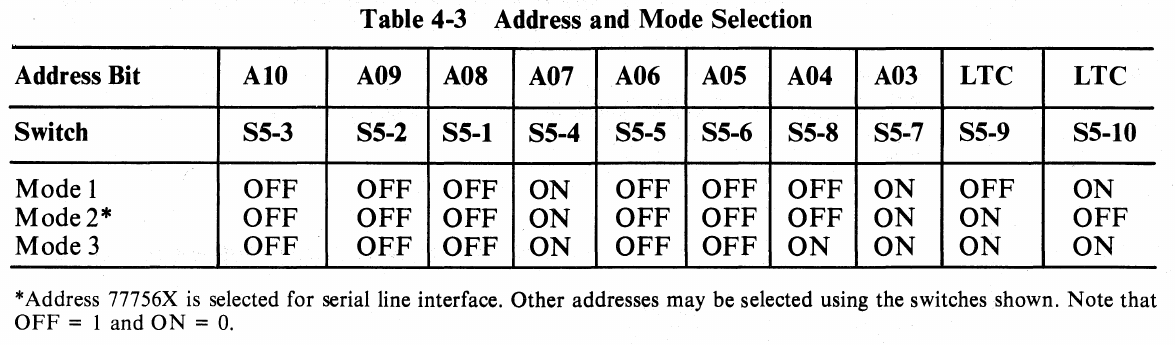 Table 4-3 Address and Mode Selection
Address Bit A10 A09 A08 A07 A06 A05 A04 A03 LTC LTC
Switch S5-3 S5-2 S5-1 S5-4 S5-5 S5-6 S5-8 S5-7 S5-9 S5-10
Mode 1 OFF OFF OFF ON OFF OFF OFF ON OFF ON
Mode 2* OFF OFF OFF ON OFF OFF OFF ON ON OFF
Mode 3 OFF OFF OFF ON OFF OFF ON ON ON ON
*Address 77756X is selected for serial line interface. Other addresses may be selected using the switches shown. Note that
OFF = 1 and ON = 0.